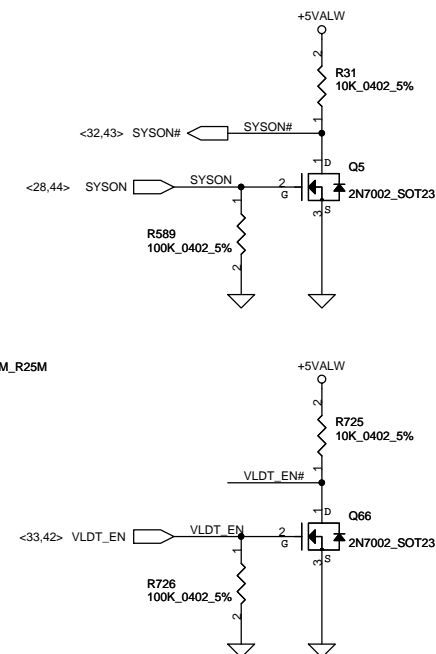 +5VALW
2
R31
10K_0402_5%
1
<32,43> SYSON# SYSON#
1 D
Q5
<28,44> SYSON SYSON 2 G
2N7002_SOT23
3 S
1
R589
100K_0402_5%
2
M_R25M
+5VALW
2
R725
10K_0402_5%
1
VLDT_EN#
1 D
Q66
<33,42> VLDT_EN VLDT_EN 2 G
2N7002_SOT23
3 S
1
R726
100K_0402_5%
2